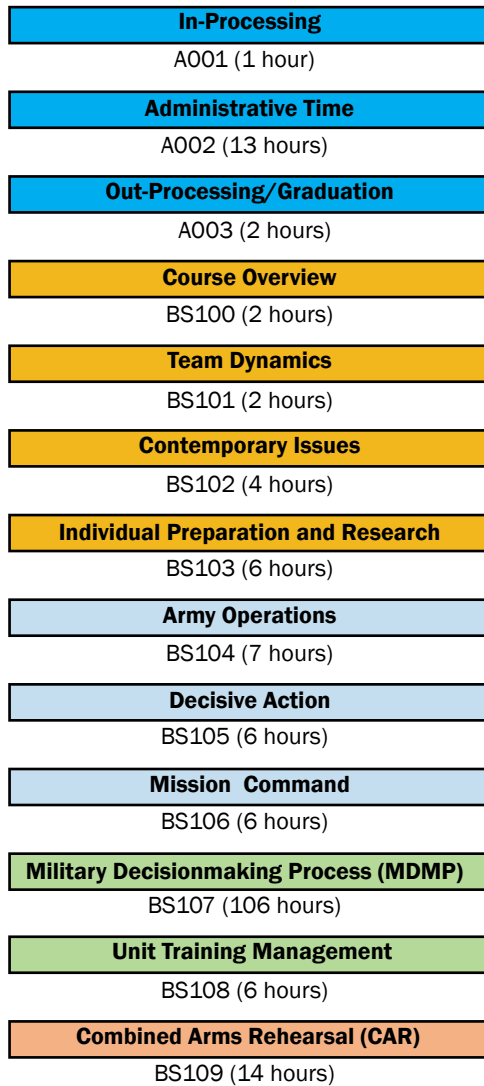 In-Processing
A001 (1 hour)
Administrative Time
A002 (13 hours)
Out-Processing/Graduation
A003 (2 hours)
Course Overview
BS100 (2 hours)
Team Dynamics
BS101 (2 hours)
Contemporary Issues
BS102 (4 hours)
Individual Preparation and Research
BS103 (6 hours)
Army Operations
BS104 (7 hours)
Decisive Action
BS105 (6 hours)
Mission Command
BS106 (6 hours)
Military Decisionmaking Process (MDMP)
BS107 (106 hours)
Unit Training Management
BS108 (6 hours)
Combined Arms Rehearsal (CAR)
BS109 (14 hours)